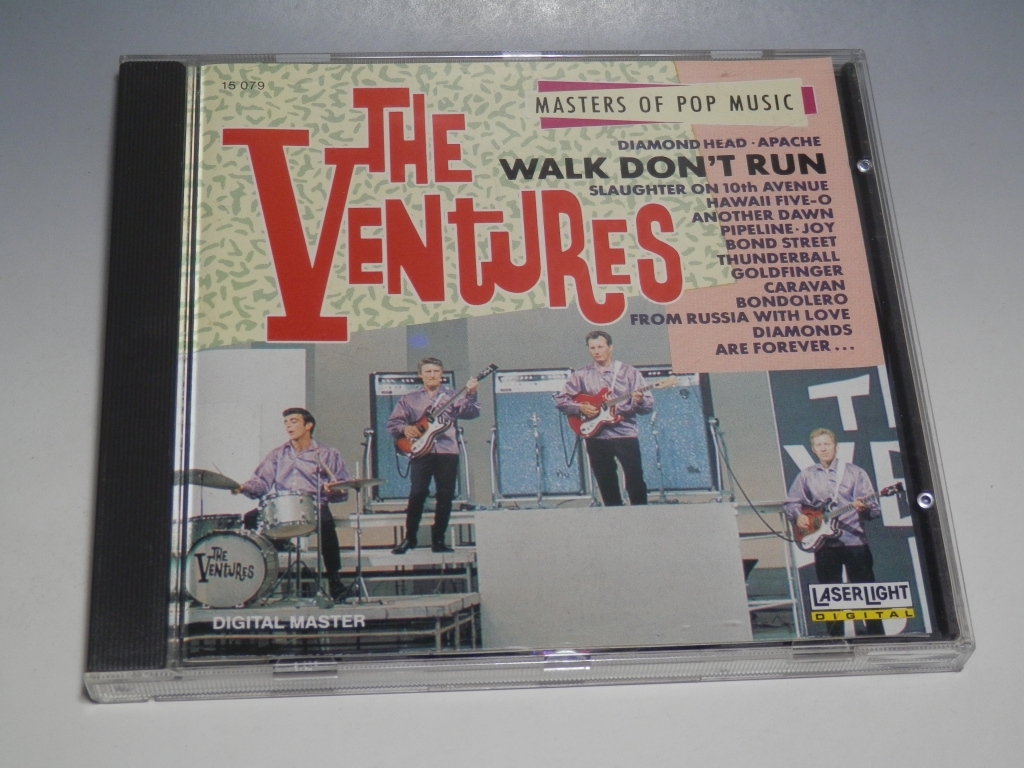 15 079
THE
VENTURES
MASTERS OF POP MUSIC
DIAMOND HEAD · APACHE
WALK DON'T RUN
SLAUGHTER ON 10th AVENUE
HAWAII FIVE-O
ANOTHER DAWN
PIPELINE · JOY
BOND STREET
THUNDERBALL
GOLDFINGER
CARAVAN
BONDOLERO
FROM RUSSIA WITH LOVE
DIAMONDS
ARE FOREVER...
THE
VENTURES
DIGITAL MASTER
LASERLIGHT
DIGITAL